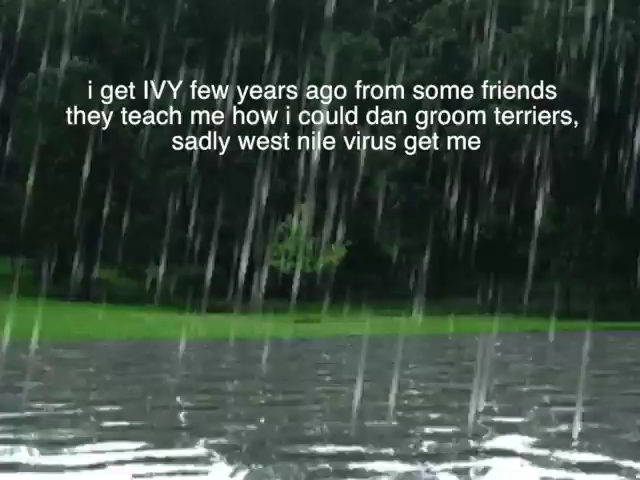 i get IVY few years ago from some friends
they teach me how i could dan groom terriers,
sadly west nile virus get me